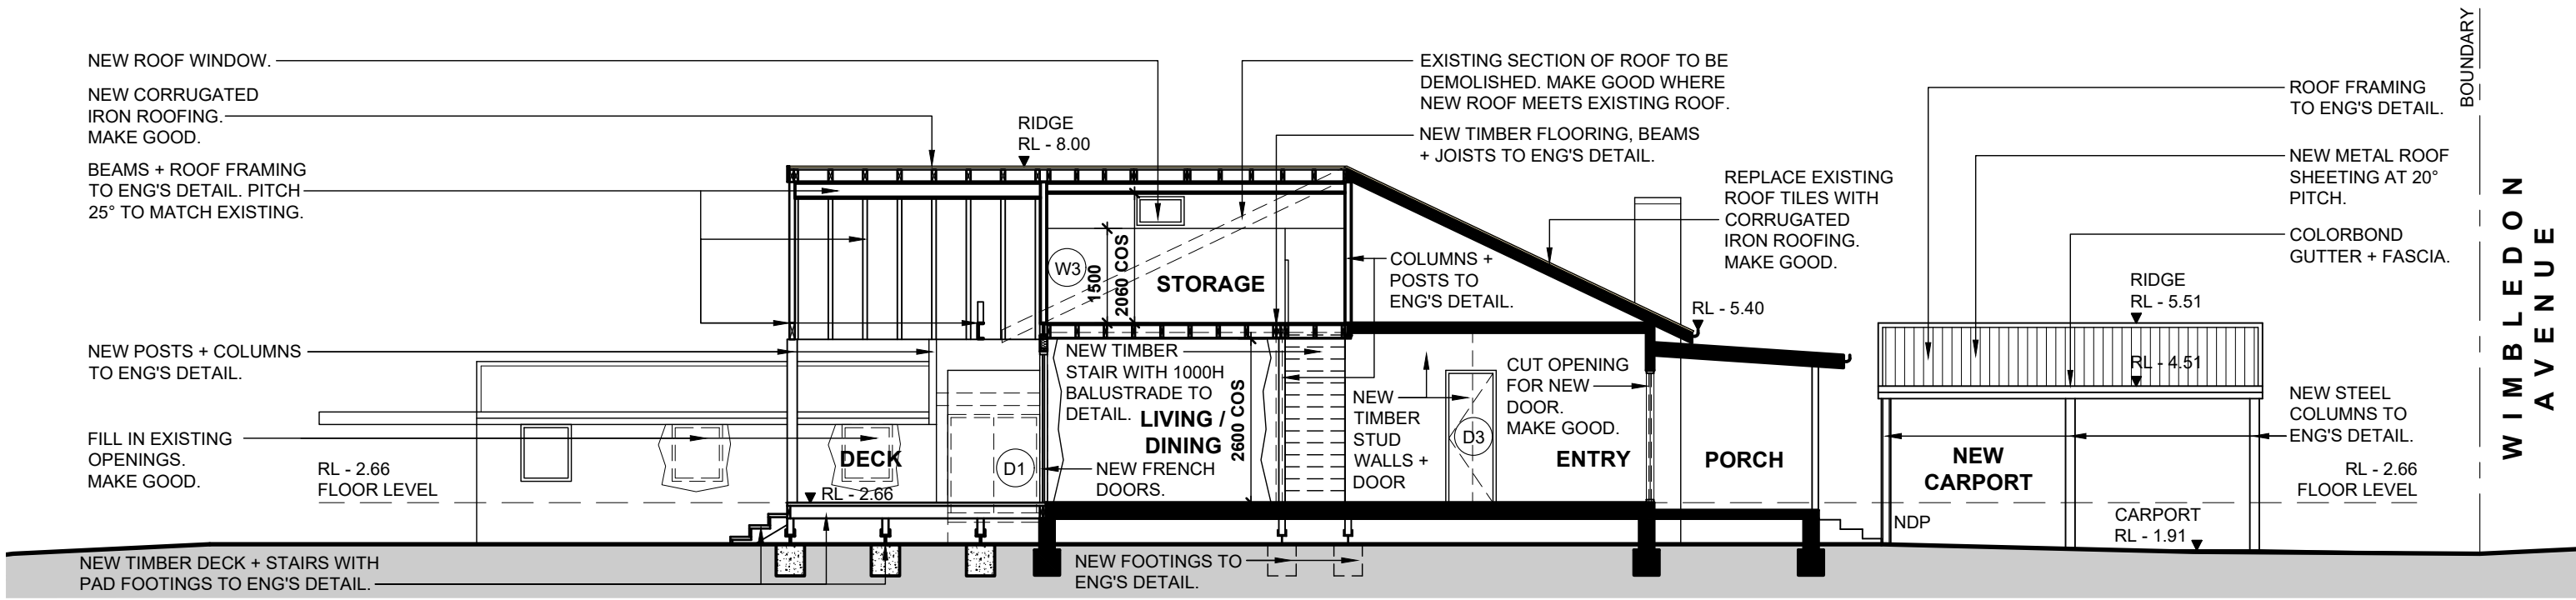 NEW ROOF WINDOW.
NEW CORRUGATED
IRON ROOFING.
MAKE GOOD.
BEAMS + ROOF FRAMING
TO ENG'S DETAIL. PITCH
25° TO MATCH EXISTING.
NEW POSTS + COLUMNS
TO ENG'S DETAIL.
FILL IN EXISTING
OPENINGS.
MAKE GOOD.
RL - 2.66
FLOOR LEVEL
NEW TIMBER DECK + STAIRS WITH
PAD FOOTINGS TO ENG'S DETAIL.
RIDGE
RL - 8.00
DECK
RL - 2.66
D1
W3
1500
2060 COS
STORAGE
NEW TIMBER
STAIR WITH 1000H
BALUSTRADE TO
DETAIL.
LIVING /
DINING
2600 COS
NEW FRENCH
DOORS.
NEW FOOTINGS TO
ENG'S DETAIL.
EXISTING SECTION OF ROOF TO BE
DEMOLISHED. MAKE GOOD WHERE
NEW ROOF MEETS EXISTING ROOF.
NEW TIMBER FLOORING, BEAMS
+ JOISTS TO ENG'S DETAIL.
COLUMNS +
POSTS TO
ENG'S DETAIL.
NEW
TIMBER
STUD
WALLS +
DOOR
D3
CUT OPENING
FOR NEW
DOOR.
MAKE GOOD.
ENTRY
REPLACE EXISTING
ROOF TILES WITH
CORRUGATED
IRON ROOFING.
MAKE GOOD.
RL - 5.40
PORCH
NDP
RIDGE
RL - 5.51
RL - 4.51
NEW
CARPORT
CARPORT
RL - 1.91
ROOF FRAMING
TO ENG'S DETAIL.
NEW METAL ROOF
SHEETING AT 20°
PITCH.
COLORBOND
GUTTER + FASCIA.
NEW STEEL
COLUMNS TO
ENG'S DETAIL.
RL - 2.66
FLOOR LEVEL
BOUNDARY
WIMBLEDON
AVENUE